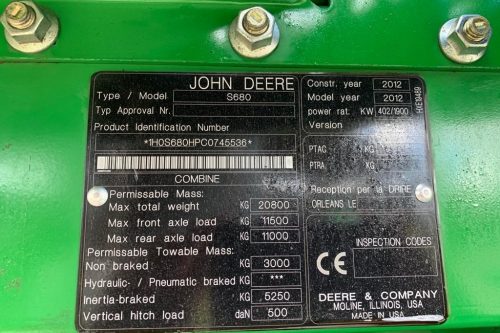 JOHN DEERE
Type / Model S680
Typ Approval Nr.
Product Identification Number
*1H0S680HPC0745536*
COMBINE
Permissable Mass:
Max total weight KG 20800
Max front axle load KG 11500
Max rear axle load KG 11000
Permissable Towable Mass:
Non braked KG 3000
Hydraulic- / Pneumatic braked KG ***
Inertia-braked KG 5250
Vertical hitch load daN 500
Constr. year 2012
Model year 2012
power rat. KW 402/1900
Version
PTAC KG
PTRA KG
Reception per la DRIRE
ORLEANS LE
INSPECTION CODES
CE
DEERE & COMPANY
MOLINE, ILLINOIS, USA
MADE IN USA